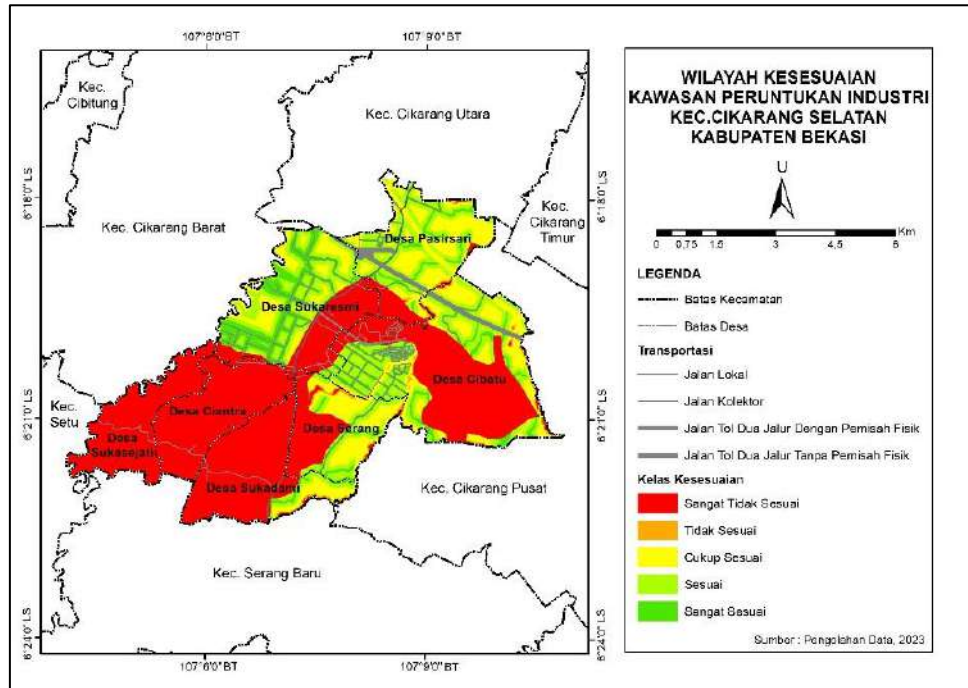 107°6'0"BT
107°9'0"BT
Kec.
Cibitung
Kec. Cikarang Utara
6°18'0" LS
6°18'0" LS
Kec. Cikarang Barat
Kec.
Cikarang
Timur
Desa Pasirsari
Desa Sukaresmi
Desa Cibatu
6°21'0" LS
6°21'0" LS
Kec.
Setu
Desa Ciantra
Desa Serang
Desa
Sukasejati
Desa Sukadami
Kec. Cikarang Pusat
Kec. Serang Baru
6°24'0" LS
6°24'0" LS
107°6'0"BT
107°9'0"BT
WILAYAH KESESUAIAN
KAWASAN PERUNTUKAN INDUSTRI
KEC.CIKARANG SELATAN
KABUPATEN BEKASI
U
Km
0 0,75 1,5 3 4,5 6
LEGENDA
Batas Kecamatan
Batas Desa
Transportasi
Jalan Lokal
Jalan Kolektor
Jalan Tol Dua Jalur Dengan Pemisah Fisik
Jalan Tol Dua Jalur Tanpa Pemisah Fisik
Kelas Kesesuaian
Sangat Tidak Sesuai
Tidak Sesuai
Cukup Sesuai
Sesuai
Sangat Sesuai
Sumber : Pengolahan Data, 2023